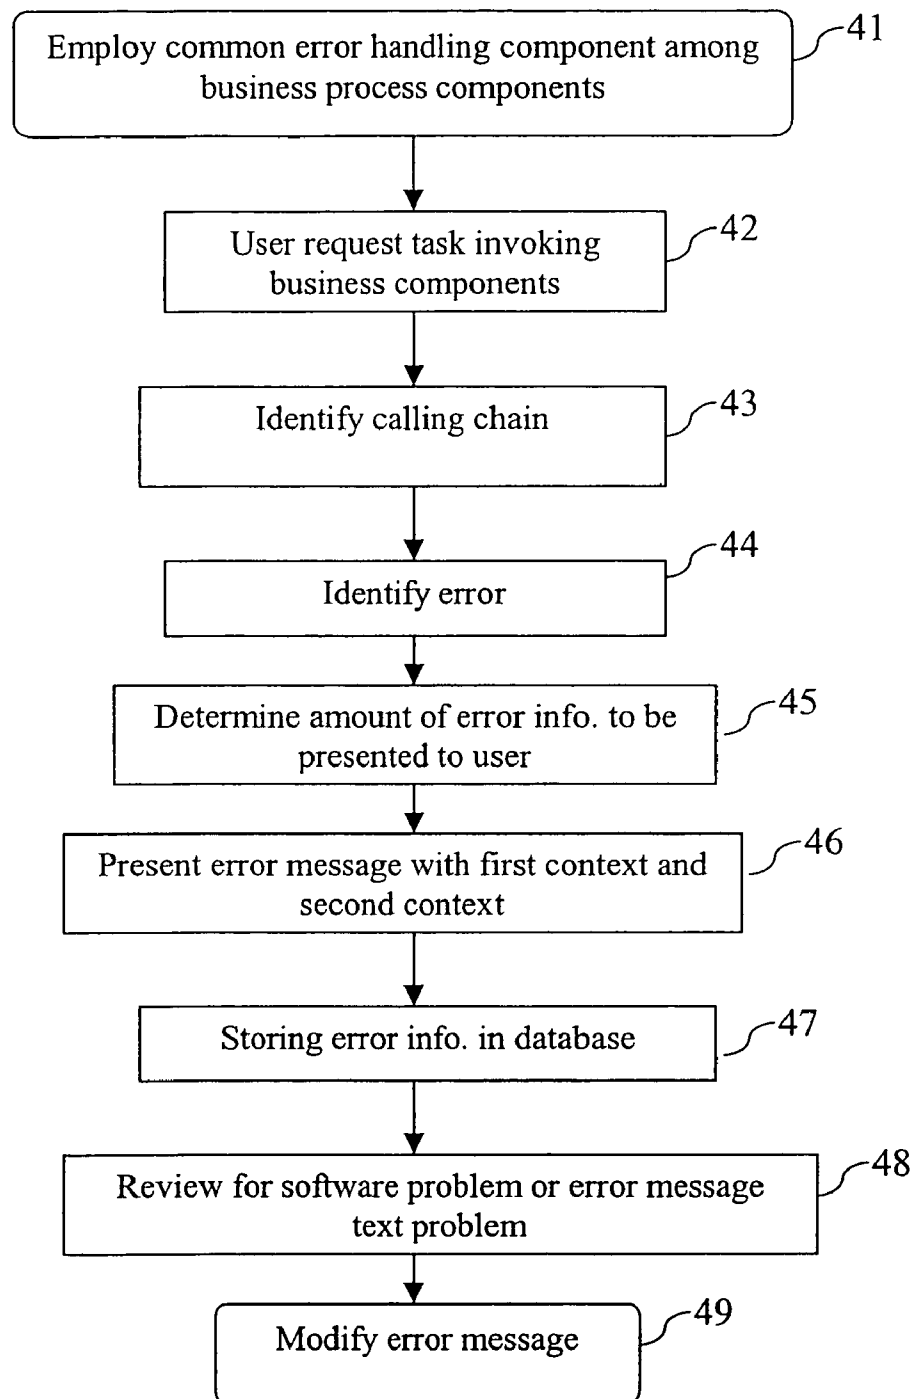 Employ common error handling component among
business process components
41
User request task invoking
business components
42
Identify calling chain
43
Identify error
44
Determine amount of error info. to be
presented to user
45
Present error message with first context and
second context
46
Storing error info. in database
47
Review for software problem or error message
text problem
48
Modify error message
49